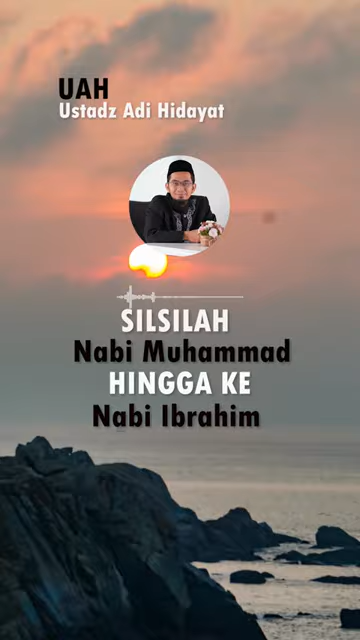 UAH
Ustadz Adi Hidayat
SILSILAH
Nabi Muhammad
HINGGA KE
Nabi Ibrahim